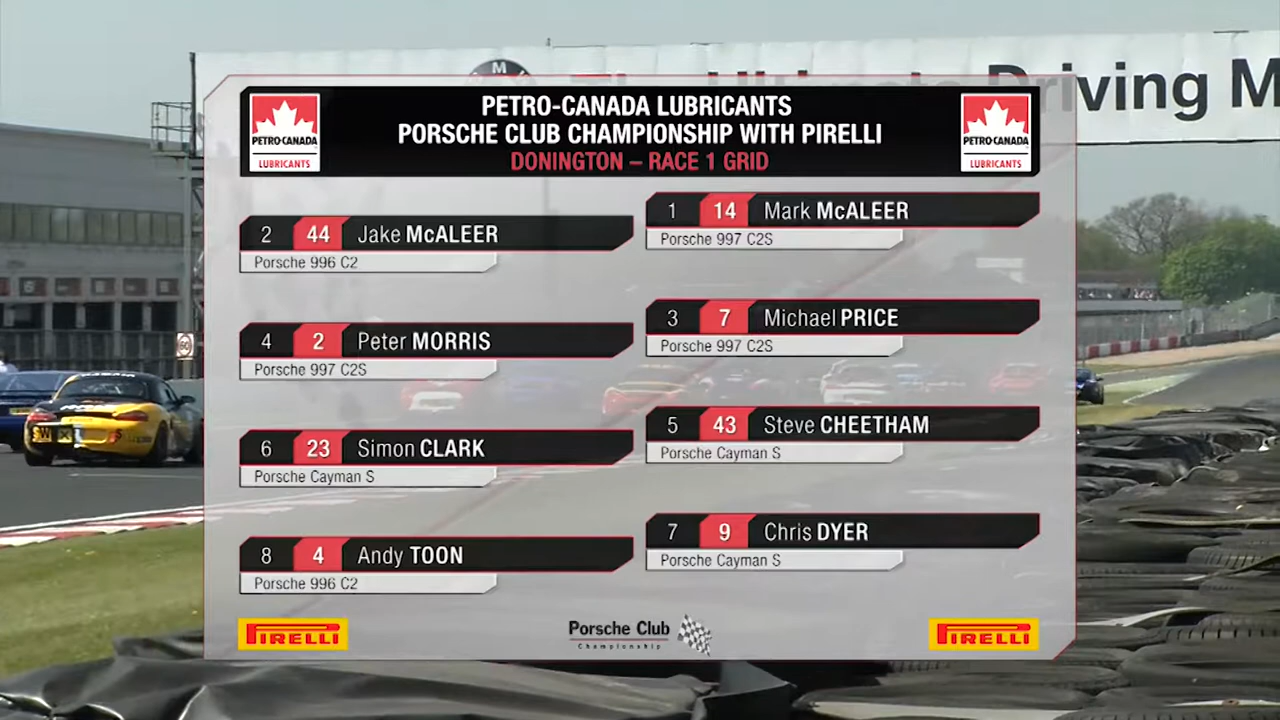 M
Driving M
PETRO-CANADA LUBRICANTS
PORSCHE CLUB CHAMPIONSHIP WITH PIRELLI
DONINGTON – RACE 1 GRID
PETRO-CANADA
LUBRICANTS
PETRO-CANADA
LUBRICANTS
1 14 Mark McALEER
Porsche 997 C2S
2 44 Jake McALEER
Porsche 996 C2
3 7 Michael PRICE
Porsche 997 C2S
4 2 Peter MORRIS
Porsche 997 C2S
5 43 Steve CHEETHAM
Porsche Cayman S
6 23 Simon CLARK
Porsche Cayman S
7 9 Chris DYER
Porsche Cayman S
8 4 Andy TOON
Porsche 996 C2
PIRELLI
Porsche Club
Championship
PIRELLI
60